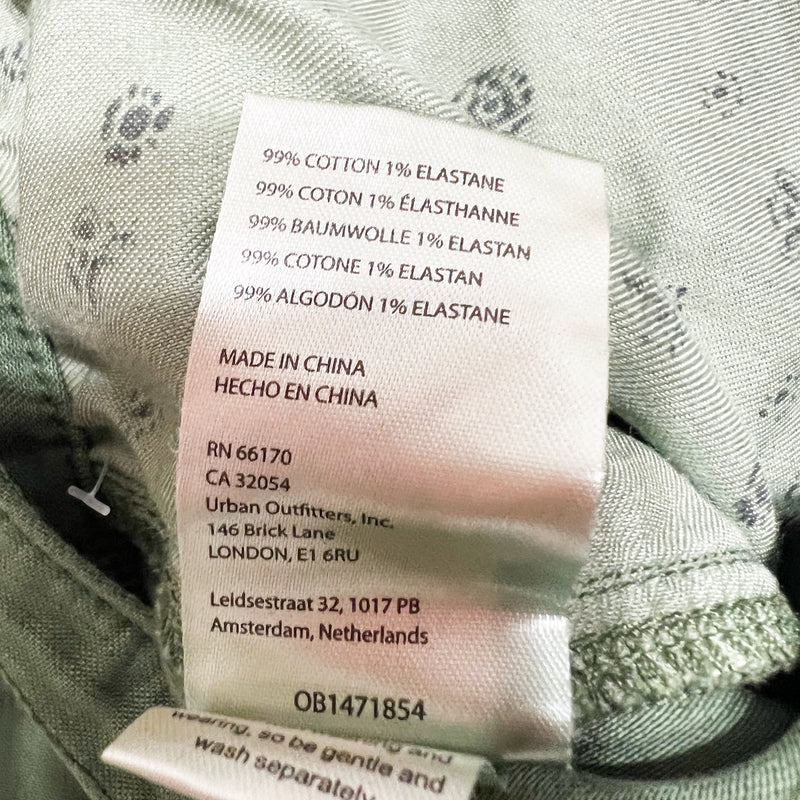 99% COTTON 1% ELASTANE
99% COTON 1% ÉLASTHANNE
99% BAUMWOLLE 1% ELASTAN
99% COTONE 1% ELASTAN
99% ALGODÓN 1% ELASTANE
MADE IN CHINA
HECHO EN CHINA
RN 66170
CA 32054
Urban Outfitters, Inc.
146 Brick Lane
LONDON, E1 6RU
Leidsestraat 32, 1017 PB
Amsterdam, Netherlands
OB1471854
wearing, so be gentle and
wash separately